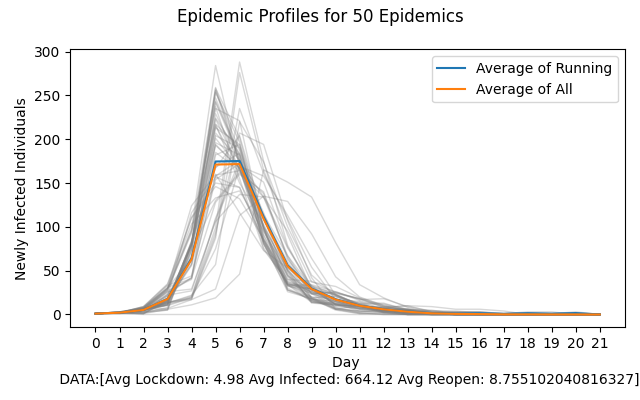 Epidemic Profiles for 50 Epidemics
300
250
200
150
100
50
0
Newly Infected Individuals
Average of Running
Average of All
0 1 2 3 4 5 6 7 8 9 10 11 12 13 14 15 16 17 18 19 20 21
Day
DATA:[Avg Lockdown: 4.98 Avg Infected: 664.12 Avg Reopen: 8.755102040816327]